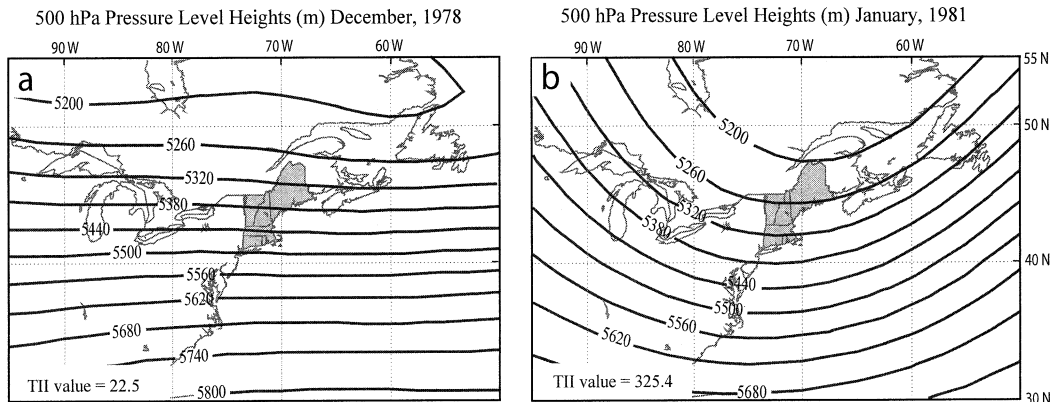 500 hPa Pressure Level Heights (m) December, 1978
90 W 80 W 70 W 60 W
a
5200
5260
5320
5380
5440
5500
5560
5620
5680
5740
5800
TII value = 22.5
500 hPa Pressure Level Heights (m) January, 1981
90 W 80 W 70 W 60 W
b
55 N
50 N
40 N
30 N
5200
5260
5320
5380
5440
5500
5560
5620
5680
TII value = 325.4